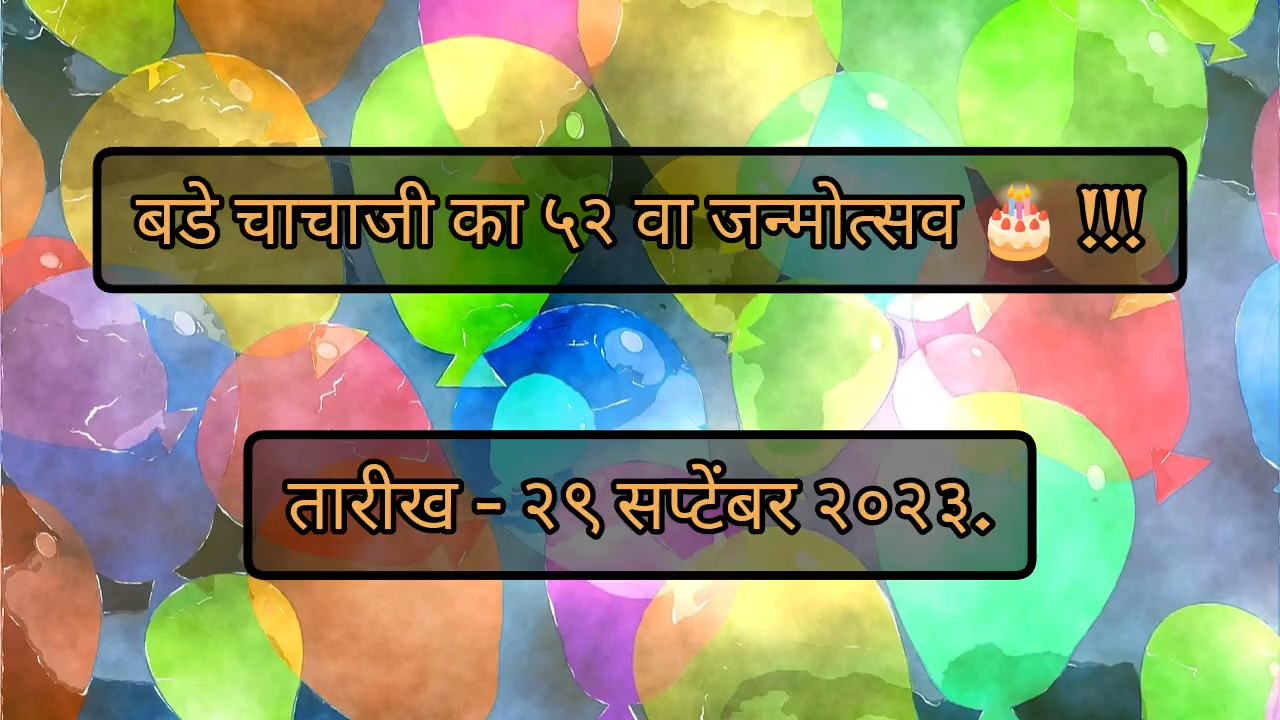 बडे चाचाजी का ५२ वा जन्मोत्सव 🎂 !!!
तारीख - २९ सप्टेंबर २०२३.